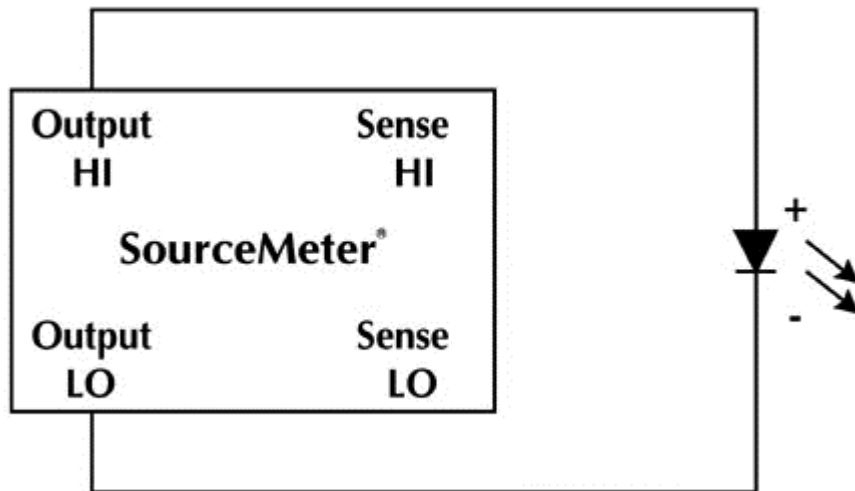 Output Sense
HI HI
SourceMeter®
Output Sense
LO LO
+
-